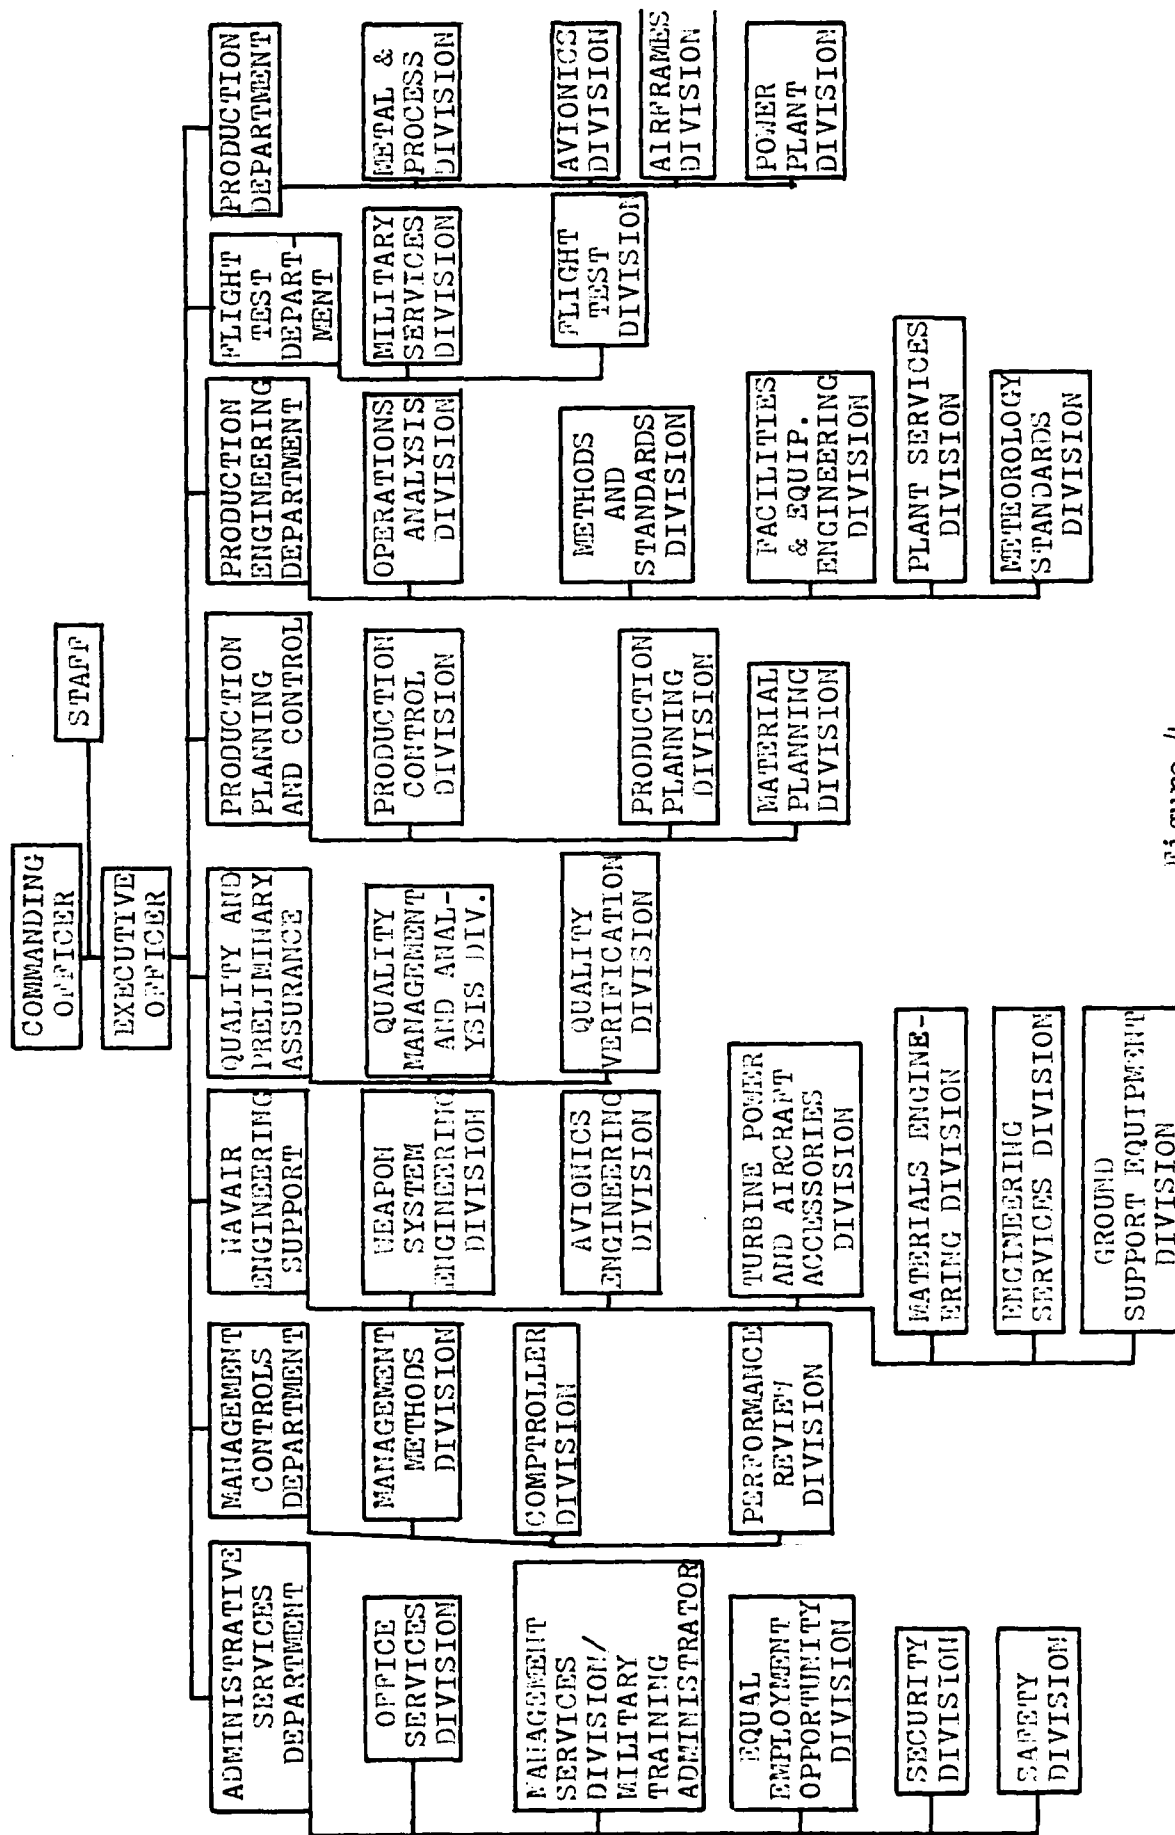 COMMANDING
OFFICER
STAFF
EXECUTIVE
OFFICER
ADMINISTRATIVE
SERVICES
DEPARTMENT
MANAGEMENT
CONTROLS
DEPARTMENT
NAVAIR
ENGINEERING
SUPPORT
QUALITY AND
PRELIMINARY
ASSURANCE
PRODUCTION
PLANNING
AND CONTROL
PRODUCTION
ENGINEERING
DEPARTMENT
FLIGHT
TEST
DEPART-
MENT
PRODUCTION
DEPARTMENT
OFFICE
SERVICES
DIVISION
MANAGEMENT
SERVICES
DIVISION/
MILITARY
TRAINING
ADMINISTRATOR
EQUAL
EMPLOYMENT
OPPORTUNITY
DIVISION
SECURITY
DIVISION
SAFETY
DIVISION
MANAGEMENT
METHODS
DIVISION
COMPTROLLER
DIVISION
PERFORMANCE
REVIEW
DIVISION
WEAPON
SYSTEM
ENGINEERING
DIVISION
AVIONICS
ENGINEERING
DIVISION
TURBINE POWER
AND AIRCRAFT
ACCESSORIES
DIVISION
MATERIALS ENGINE-
ERING DIVISION
ENGINEERING
SERVICES DIVISION
GROUND
SUPPORT EQUIPMENT
DIVISION
QUALITY
MANAGEMENT
AND ANAL-
YSIS DIV.
QUALITY
VERIFICATION
DIVISION
PRODUCTION
CONTROL
DIVISION
PRODUCTION
PLANNING
DIVISION
MATERIAL
PLANNING
DIVISION
OPERATIONS
ANALYSIS
DIVISION
METHODS
AND
STANDARDS
DIVISION
FACILITIES
& EQUIP.
ENGINEERING
DIVISION
PLANT SERVICES
DIVISION
METEOROLOGY
STANDARDS
DIVISION
MILITARY
SERVICES
DIVISION
FLIGHT
TEST
DIVISION
METAL &
PROCESS
DIVISION
AVIONICS
DIVISION
AIRFRAMES
DIVISION
POWER
PLANT
DIVISION
Figure 4